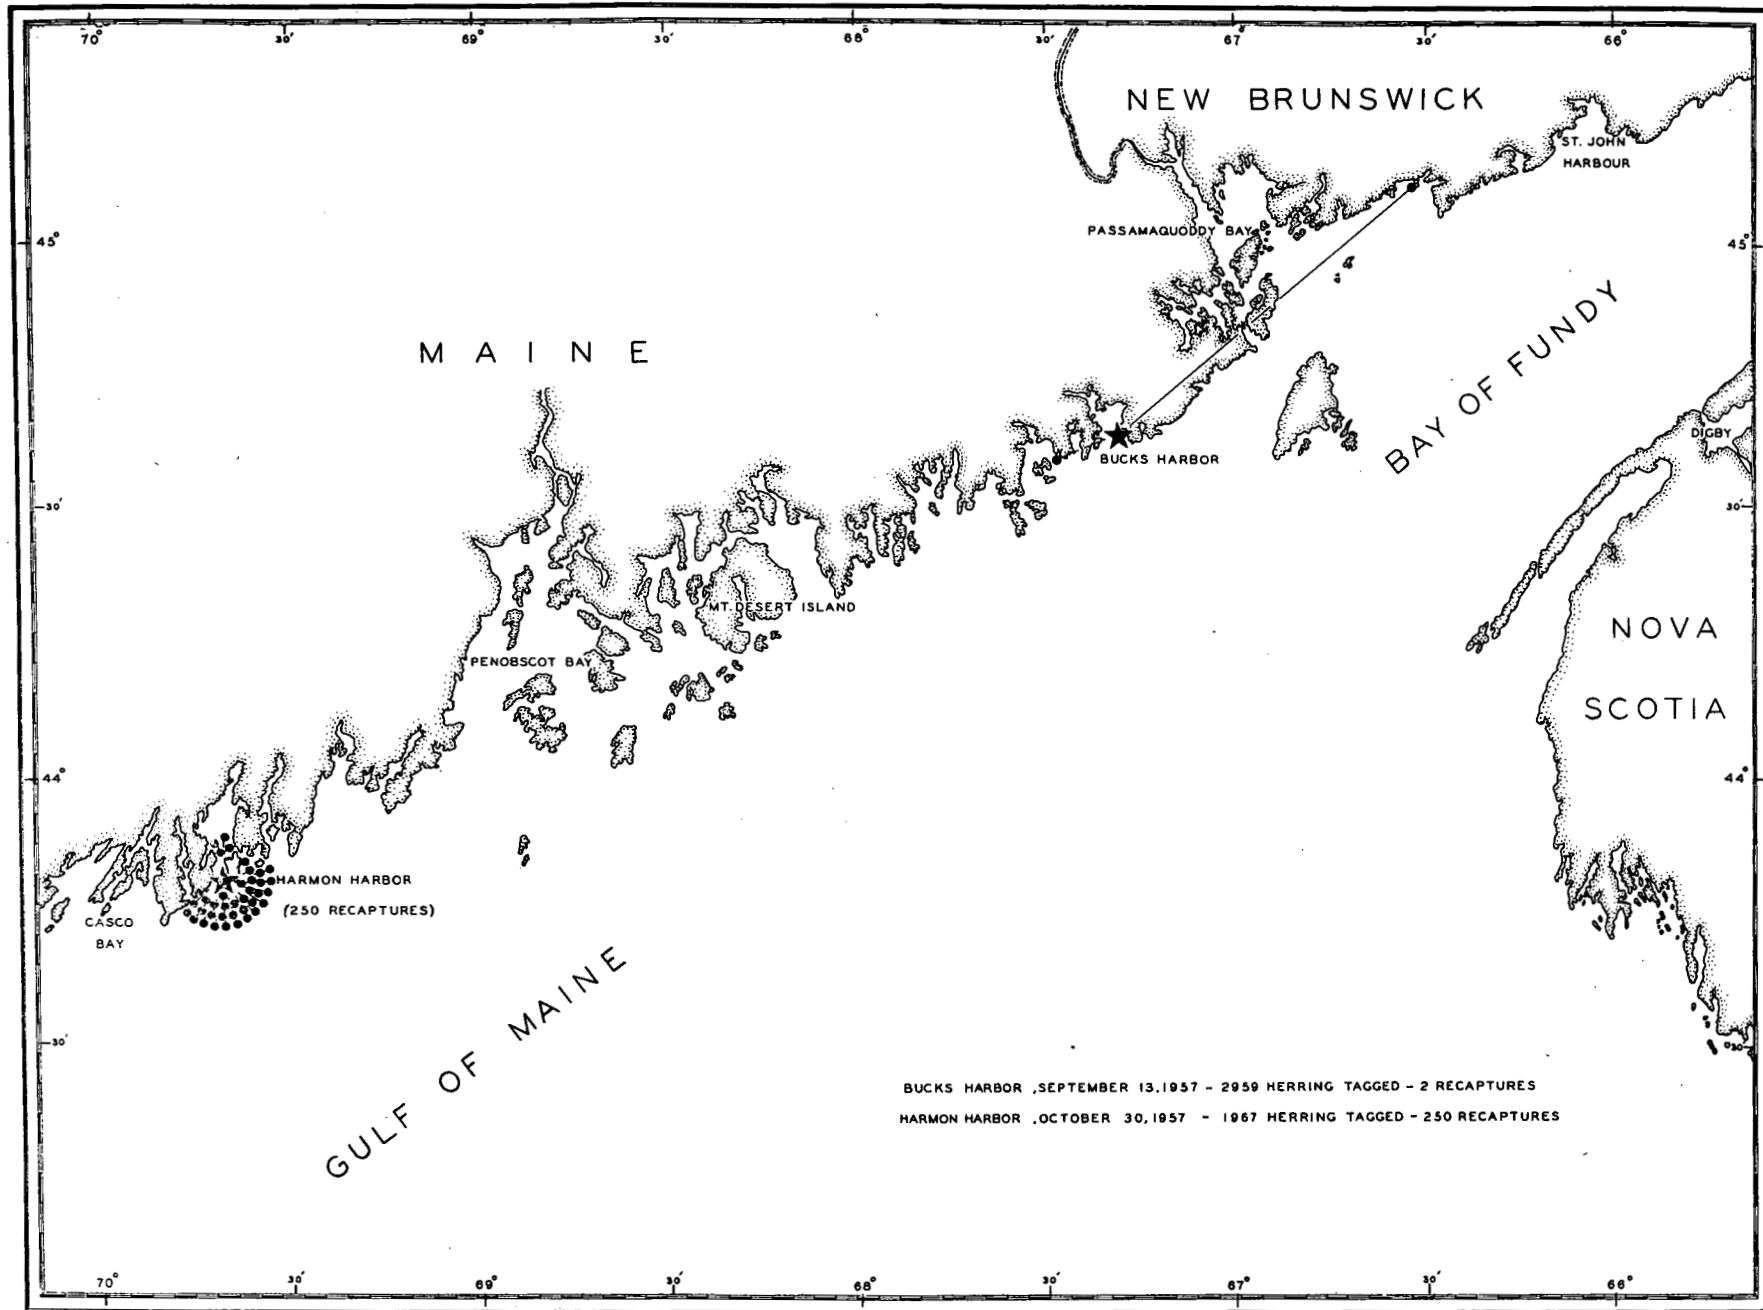 70° 30' 69° 30' 68° 30' 67° 30' 66°
NEW BRUNSWICK
ST. JOHN
HARBOUR
PASSAMAQUODDY BAY
45° 45°
MAINE
BAY OF FUNDY
DIGBY
BUCKS HARBOR
30' 30'
MT. DESERT ISLAND
NOVA
PENOBSCOT BAY
SCOTIA
44° 44°
HARMON HARBOR
(250 RECAPTURES)
CASCO
BAY
GULF OF MAINE
30' 30'
BUCKS HARBOR ,SEPTEMBER 13,1957 - 2959 HERRING TAGGED - 2 RECAPTURES
HARMON HARBOR ,OCTOBER 30,1957 - 1967 HERRING TAGGED - 250 RECAPTURES
70° 30' 69° 30' 68° 30' 67° 30' 66°